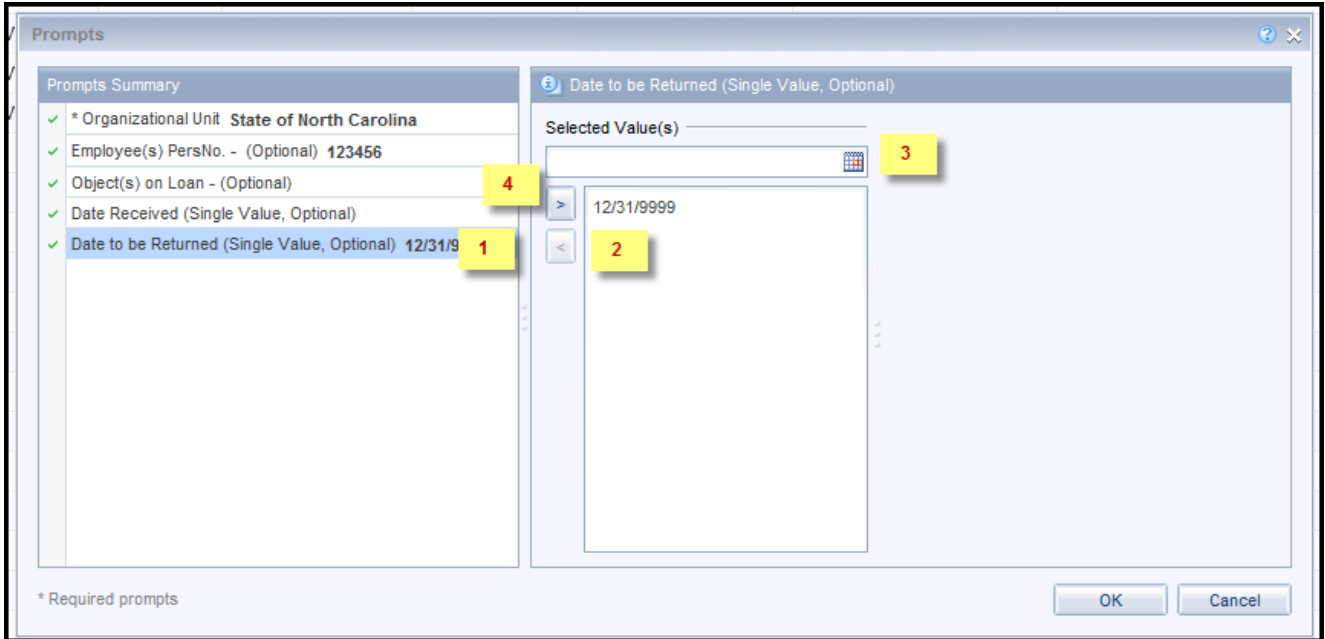 Prompts
Prompts Summary
* Organizational Unit State of North Carolina
Employee(s) PersNo. - (Optional) 123456
Object(s) on Loan - (Optional)
Date Received (Single Value, Optional)
Date to be Returned (Single Value, Optional) 12/31/9
1
Date to be Returned (Single Value, Optional)
Selected Value(s)
3
4
>
12/31/9999
<
2
* Required prompts
OK
Cancel